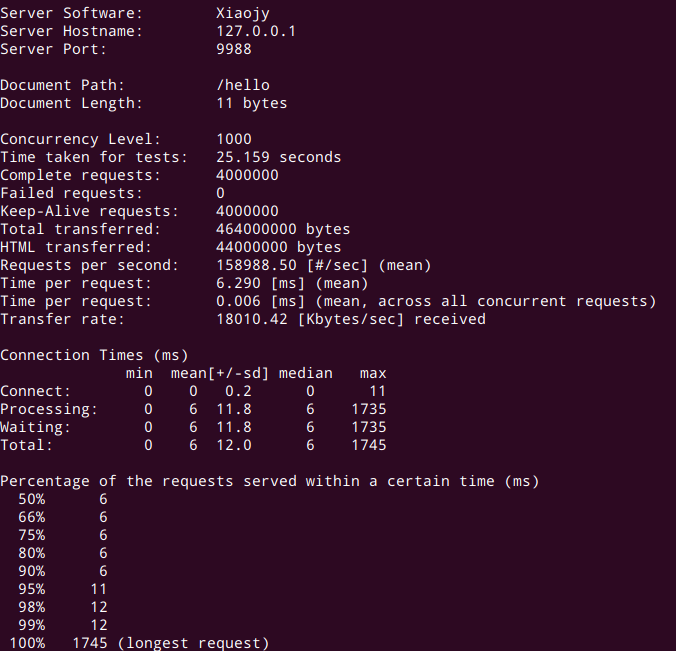 Server Software:        Xiaojy
Server Hostname:        127.0.0.1
Server Port:            9988

Document Path:          /hello
Document Length:        11 bytes

Concurrency Level:      1000
Time taken for tests:   25.159 seconds
Complete requests:      4000000
Failed requests:        0
Keep-Alive requests:    4000000
Total transferred:      464000000 bytes
HTML transferred:       44000000 bytes
Requests per second:    158988.50 [#/sec] (mean)
Time per request:       6.290 [ms] (mean)
Time per request:       0.006 [ms] (mean, across all concurrent requests)
Transfer rate:          18010.42 [Kbytes/sec] received

Connection Times (ms)
              min  mean[+/-sd] median   max
Connect:        0    0   0.2      0      11
Processing:     0    6  11.8      6    1735
Waiting:        0    6  11.8      6    1735
Total:          0    6  12.0      6    1745

Percentage of the requests served within a certain time (ms)
  50%      6
  66%      6
  75%      6
  80%      6
  90%      6
  95%     11
  98%     12
  99%     12
 100%   1745 (longest request)